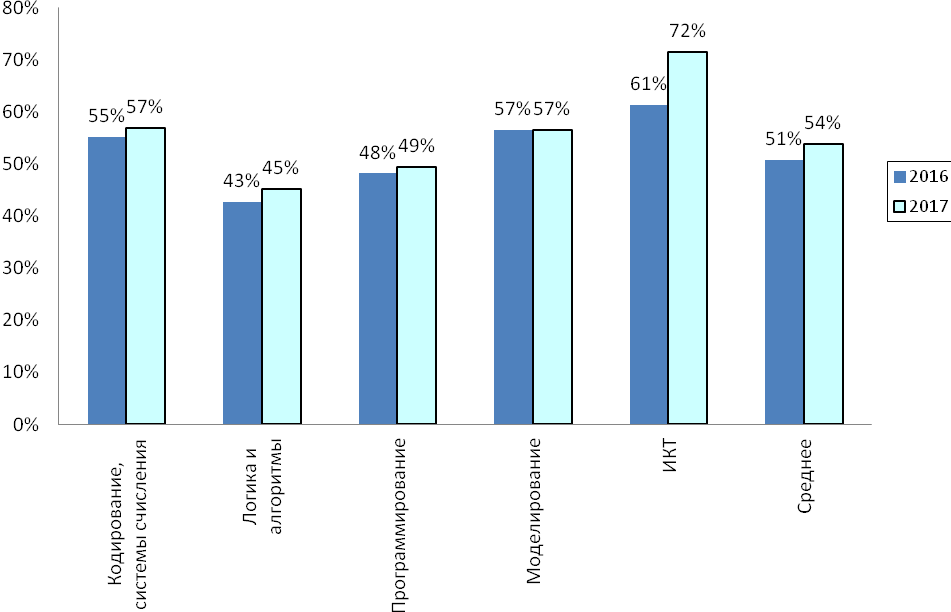 80%
70%
60%
50%
40%
30%
20%
10%
0%
55%
57%
43%
45%
48%
49%
57%
57%
61%
72%
51%
54%
2016
2017
Кодирование,
системы счисления
Логика и
алгоритмы
Программирование
Моделирование
ИКТ
Среднее